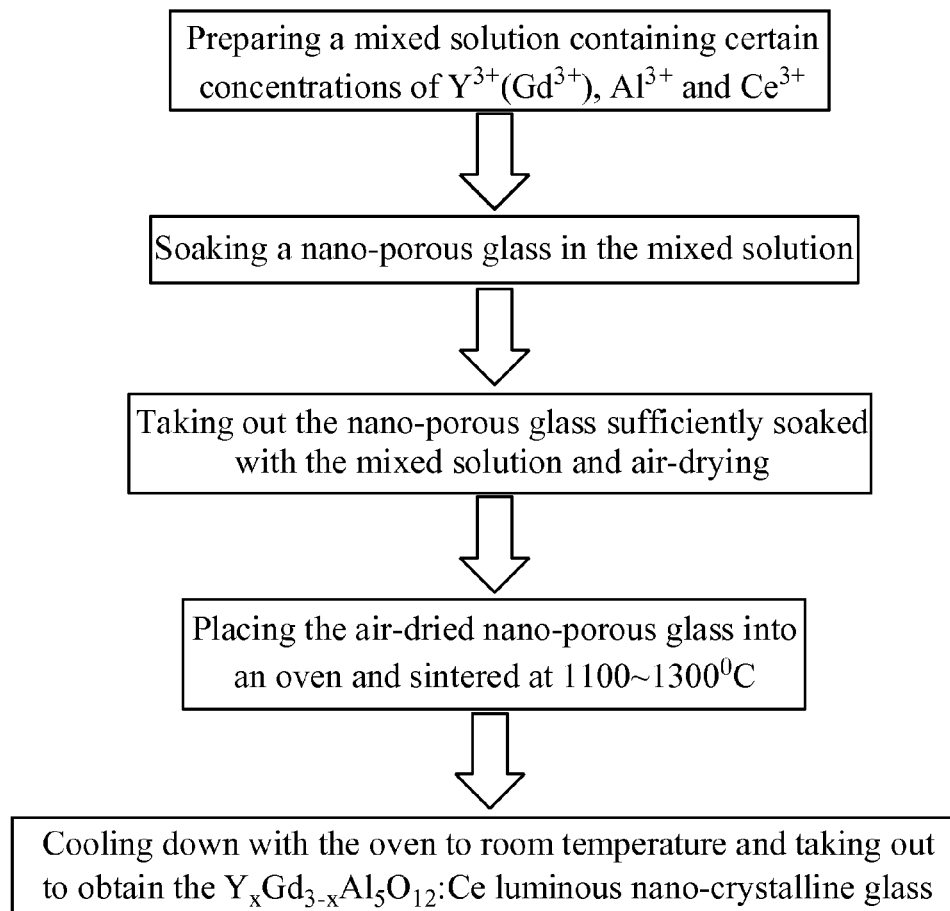 Preparing a mixed solution containing certain
concentrations of Y³⁺(Gd³⁺), Al³⁺ and Ce³⁺
Soaking a nano-porous glass in the mixed solution
Taking out the nano-porous glass sufficiently soaked
with the mixed solution and air-drying
Placing the air-dried nano-porous glass into
an oven and sintered at 1100~1300⁰C
Cooling down with the oven to room temperature and taking out
to obtain the YₓGd₃₋ₓAl₅O₁₂:Ce luminous nano-crystalline glass